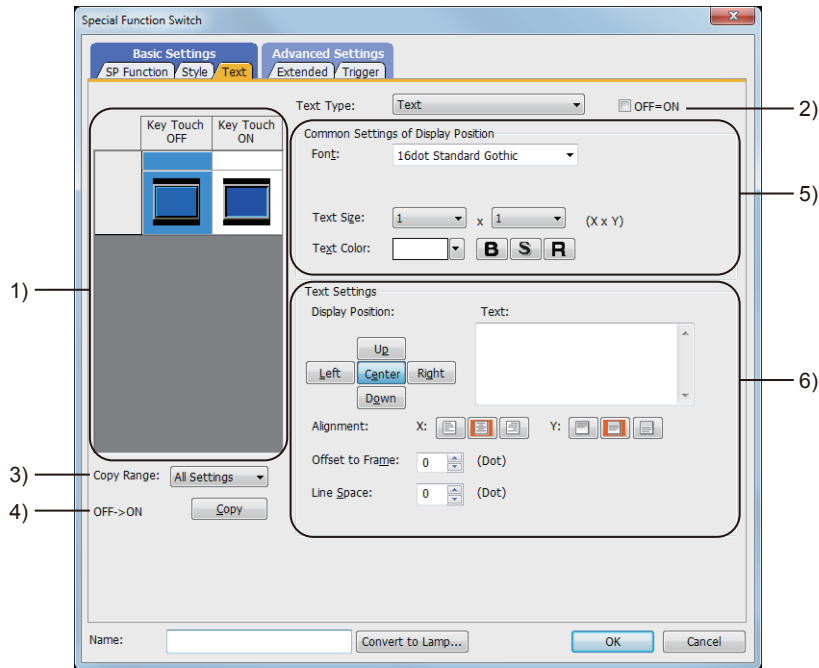 Special Function Switch
x
Basic Settings
Advanced Settings
SP Function
Style
Text
Extended
Trigger
Text Type:
Text
OFF=ON
2)
Key Touch
OFF
Key Touch
ON
Common Settings of Display Position
Font:
16dot Standard Gothic
5)
Text Size:
1
x
1
(X x Y)
Text Color:
B
S
R
1)
Text Settings
Display Position:
Text:
Up
Left
Center
Right
Down
6)
Alignment:
X:
Y:
Offset to Frame:
0
(Dot)
Line Space:
0
(Dot)
3)
Copy Range:
All Settings
4)
OFF->ON
Copy
Name:
Convert to Lamp...
OK
Cancel